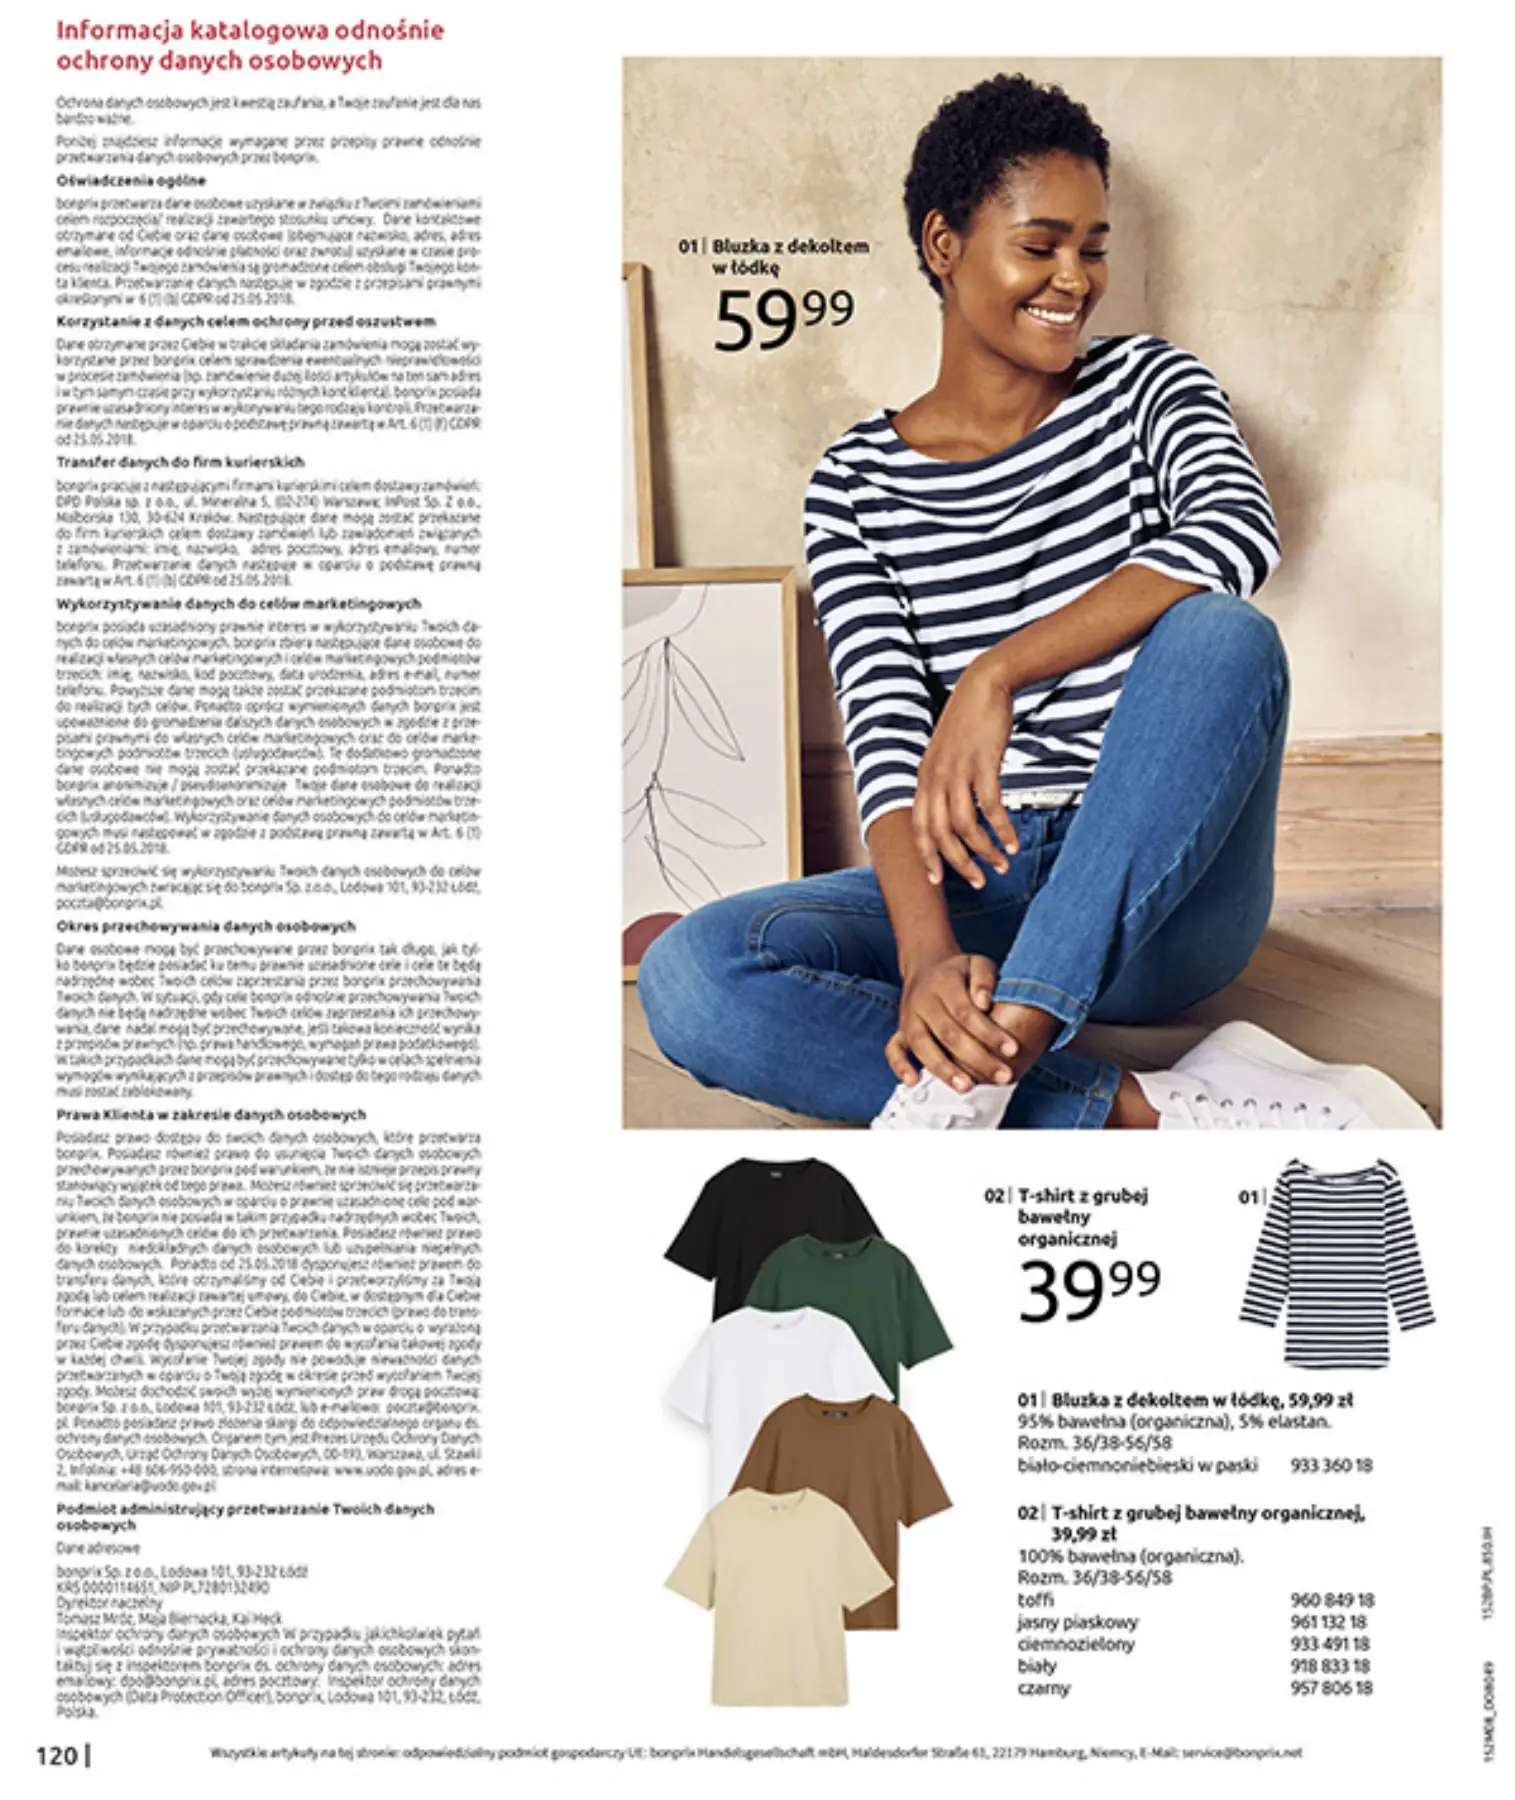 Informacja katalogowa odnośnie
ochrony danych osobowych
Ochrona danych osobowych jest kwestią zaufania, a Twoje zaufanie jest dla nas
bardzo ważne.
Poniżej znajdziesz informacje wymagane przez przepisy prawne odnośnie
przetwarzania danych osobowych przez bonprix.
Oświadczenia ogólne
bonprix przetwarza dane osobowe uzyskane w związku z Twoimi zamówieniami
celem rozpoczęcia/ realizacji zawartego stosunku umowy. Dane kontaktowe
otrzymane od Ciebie oraz dane osobowe (obejmujące nazwisko, adres, adres
emailowe, informacje odnośnie płatności oraz zwrotu) uzyskane w czasie pro-
cesu realizacji Twojego zamówienia są gromadzone celem obsługi Twojego kon-
ta klienta. Przetwarzanie danych następuje w zgodzie z przepisami prawnymi
określonymi w 6 (1) (b) GDPR od 25.05.2018.
Korzystanie z danych celem ochrony przed oszustwem
Dane otrzymane przez Ciebie w trakcie składania zamówienia mogą zostać wy-
korzystane przez bonprix celem sprawdzenia ewentualnych nieprawidłowości
w procesie zamówienia (np. zamówienie dużej ilości artykułów na ten sam adres
i w tym samym czasie przy wykorzystaniu różnych kont klienta). bonprix posiada
prawnie uzasadniony interes w wykonywaniu tego rodzaju kontroli. Przetwarza-
nie danych następuje w oparciu o podstawę prawną zawartą w Art. 6 (1) (f) GDPR
od 25.05.2018.
Transfer danych do firm kurierskich
bonprix pracuje z następującymi firmami kurierskimi celem dostawy zamówień:
DPD Polska sp. z o.o., ul. Mineralna 5, (02-274) Warszawa; InPost Sp. Z o.o.,
Malborska 130, 30-624 Kraków. Następujące dane mogą zostać przekazane
do firm kurierskich celem dostawy zamówień lub zawiadomień związanych
z zamówieniami: imię, nazwisko, adres pocztowy, adres emailowy, numer
telefonu. Przetwarzanie danych następuje w oparciu o podstawę prawną
zawartą w Art. 6 (1) (b) GDPR od 25.05.2018.
Wykorzystywanie danych do celów marketingowych
bonprix posiada uzasadniony prawnie interes w wykorzystywaniu Twoich da-
nych do celów marketingowych. bonprix zbiera następujące dane osobowe do
realizacji własnych celów marketingowych i celów marketingowych podmiotów
trzecich: imię, nazwisko, kod pocztowy, data urodzenia, adres e-mail, numer
telefonu. Powyższe dane mogą także zostać przekazane podmiotom trzecim
do realizacji tych celów. Ponadto oprócz wymienionych danych bonprix jest
upoważnione do gromadzenia dalszych danych osobowych w zgodzie z prze-
pisami prawnymi do własnych celów marketingowych oraz do celów marke-
tingowych podmiotów trzecich (usługodawców). Te dodatkowo gromadzone
dane osobowe nie mogą zostać przekazane podmiotom trzecim. Ponadto
bonprix anonimizuje / pseudoanonimizuje Twoje dane osobowe do realizacji
własnych celów marketingowych oraz celów marketingowych podmiotów trze-
cich (usługodawców). Wykorzystywanie danych osobowych do celów marketin-
gowych musi następować w zgodzie z podstawą prawną zawartą w Art. 6 (1)
GDPR od 25.05.2018.
Możesz sprzeciwić się wykorzystywaniu Twoich danych osobowych do celów
marketingowych zwracając się do bonprix Sp. z.o.o., Lodowa 101, 93-232 Łódź,
poczta@bonprix.pl.
Okres przechowywania danych osobowych
Dane osobowe mogą być przechowywane przez bonprix tak długo, jak tyl-
ko bonprix będzie posiadać ku temu prawnie uzasadnione cele i cele te będą
nadrzędne wobec Twoich celów zaprzestania przez bonprix przechowywania
Twoich danych. W sytuacji, gdy cele bonprix odnośnie przechowywania Twoich
danych nie będą nadrzędne wobec Twoich celów zaprzestania ich przechowy-
wania, dane nadal mogą być przechowywane, jeśli takowa konieczność wynika
z przepisów prawnych (np. prawa handlowego, wymagań prawa podatkowego).
W takich przypadkach dane mogą być przechowywane tylko w celach spełnienia
wymogów wynikających z przepisów prawnych i dostęp do tego rodzaju danych
musi zostać zablokowany.
Prawa Klienta w zakresie danych osobowych
Posiadasz prawo dostępu do swoich danych osobowych, które przetwarza
bonprix. Posiadasz również prawo do usunięcia Twoich danych osobowych
przechowywanych przez bonprix pod warunkiem, że nie istnieje przepis prawny
stanowiący wyjątek od tego prawa. Możesz również sprzeciwić się przetwarza-
niu Twoich danych osobowych w oparciu o prawnie uzasadnione cele pod war-
unkiem, że bonprix nie posiada w takim przypadku nadrzędnych wobec Twoich,
prawnie uzasadnionych celów do ich przetwarzania. Posiadasz również prawo
do korekty niedokładnych danych osobowych lub uzupełniania niepełnych
danych osobowych. Ponadto od 25.05.2018 dysponujesz również prawem do
transferu danych, które otrzymaliśmy od Ciebie i przetworzyliśmy za Twoją
zgodą lub celem realizacji zawartej umowy, do Ciebie, w dostępnym dla Ciebie
formacie lub do wskazanych przez Ciebie podmiotów trzecich (prawo do trans-
feru danych). W przypadku przetwarzania Twoich danych w oparciu o wyrażoną
przez Ciebie zgodę dysponujesz również prawem do wycofania takowej zgody
w każdej chwili. Wycofanie Twojej zgody nie powoduje nieważności danych
przetwarzanych w oparciu o Twoją zgodę w okresie przed wycofaniem Twojej
zgody. Możesz dochodzić swoich wyżej wymienionych praw drogą pocztową:
bonprix Sp. z o.o., Lodowa 101, 93-232 Łódź, lub e-mailowo: poczta@bonprix.
pl. Ponadto posiadasz prawo złożenia skargi do odpowiedzialnego organu ds.
ochrony danych osobowych. Organem tym jest Prezes Urzędu Ochrony Danych
Osobowych, Urząd Ochrony Danych Osobowych, 00-193, Warszawa, ul. Stawki
2, Infolinia: +48 606-950-000, strona internetowa: www.uodo.gov.pl, adres e-
mail: kancelaria@uodo.gov.pl
Podmiot administrujący przetwarzanie Twoich danych
osobowych
Dane adresowe
bonprix Sp. z o.o., Lodowa 101, 93-232 Łódź
KRS 0000114651, NIP PL7280132490
Dyrektor naczelny
Tomasz Mróz, Maja Biernacka, Kai Heck
Inspektor ochrony danych osobowych W przypadku jakichkolwiek pytań
i wątpliwości odnośnie prywatności i ochrony danych osobowych skon-
taktuj się z inspektorem bonprix ds. ochrony danych osobowych: adres
emailowy: dpo@bonprix.pl, adres pocztowy: Inspektor ochrony danych
osobowych (Data Protection Officer), bonprix, Lodowa 101, 93-232, Łódź,
Polska.
01| Bluzka z dekoltem
w łódkę
59 99
02| T-shirt z grubej
bawełny
organicznej
39 99
01|
01| Bluzka z dekoltem w łódkę, 59,99 zł
95% bawełna (organiczna), 5% elastan.
Rozm. 36/38-56/58
biało-ciemnoniebieski w paski 933 360 18
02| T-shirt z grubej bawełny organicznej,
39,99 zł
100% bawełna (organiczna).
Rozm. 36/38-56/58
toffi 960 849 18
jasny piaskowy 961 132 18
ciemnozielony 933 491 18
biały 918 833 18
czarny 957 806 18
152BP.PL.850.IH
152M08_DOB049
120 |
Wszystkie artykuły na tej stronie: odpowiedzialny podmiot gospodarczy UE: bonprix Handelsgesellschaft mbH, Haldesdorfer Straße 61, 22179 Hamburg, Niemcy, E-Mail: service@bonprix.net